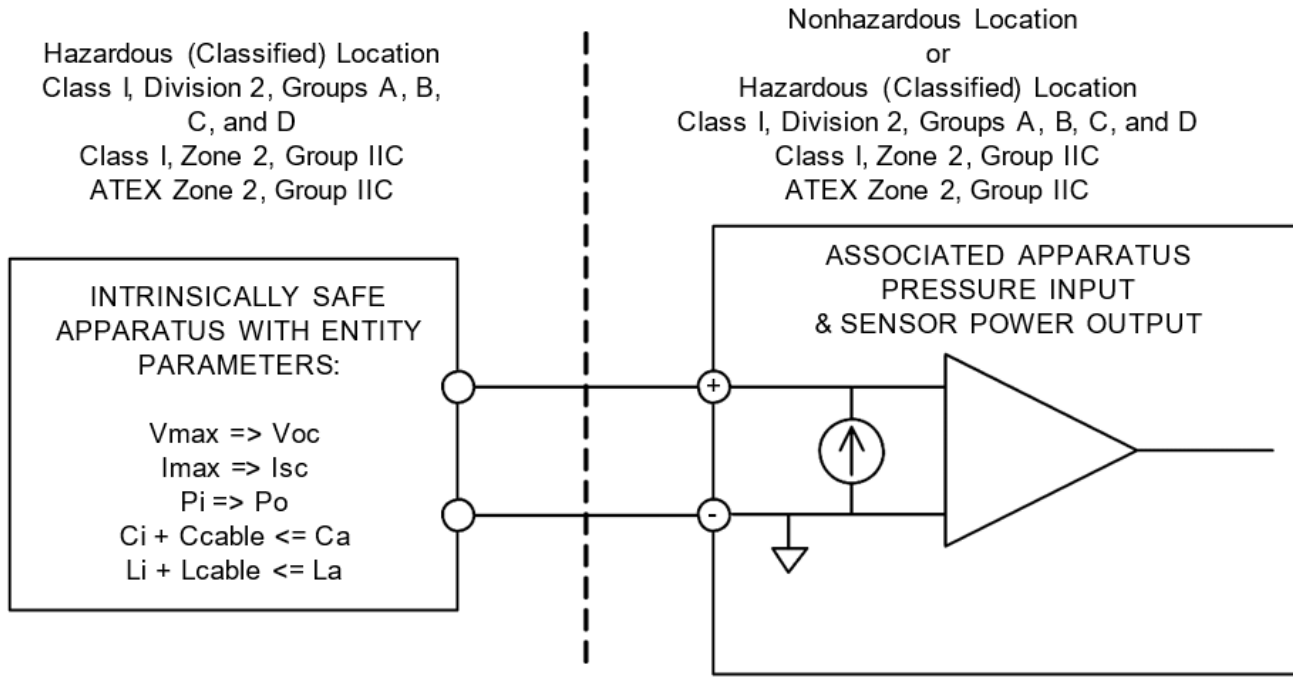 Hazardous (Classified) Location
Class I, Division 2, Groups A, B,
C, and D
Class I, Zone 2, Group IIC
ATEX Zone 2, Group IIC
Nonhazardous Location
or
Hazardous (Classified) Location
Class I, Division 2, Groups A, B, C, and D
Class I, Zone 2, Group IIC
ATEX Zone 2, Group IIC
INTRINSICALLY SAFE
APPARATUS WITH ENTITY
PARAMETERS:
Vmax => Voc
Imax => Isc
Pi => Po
Ci + Ccable <= Ca
Li + Lcable <= La
ASSOCIATED APPARATUS
PRESSURE INPUT
& SENSOR POWER OUTPUT
+
-